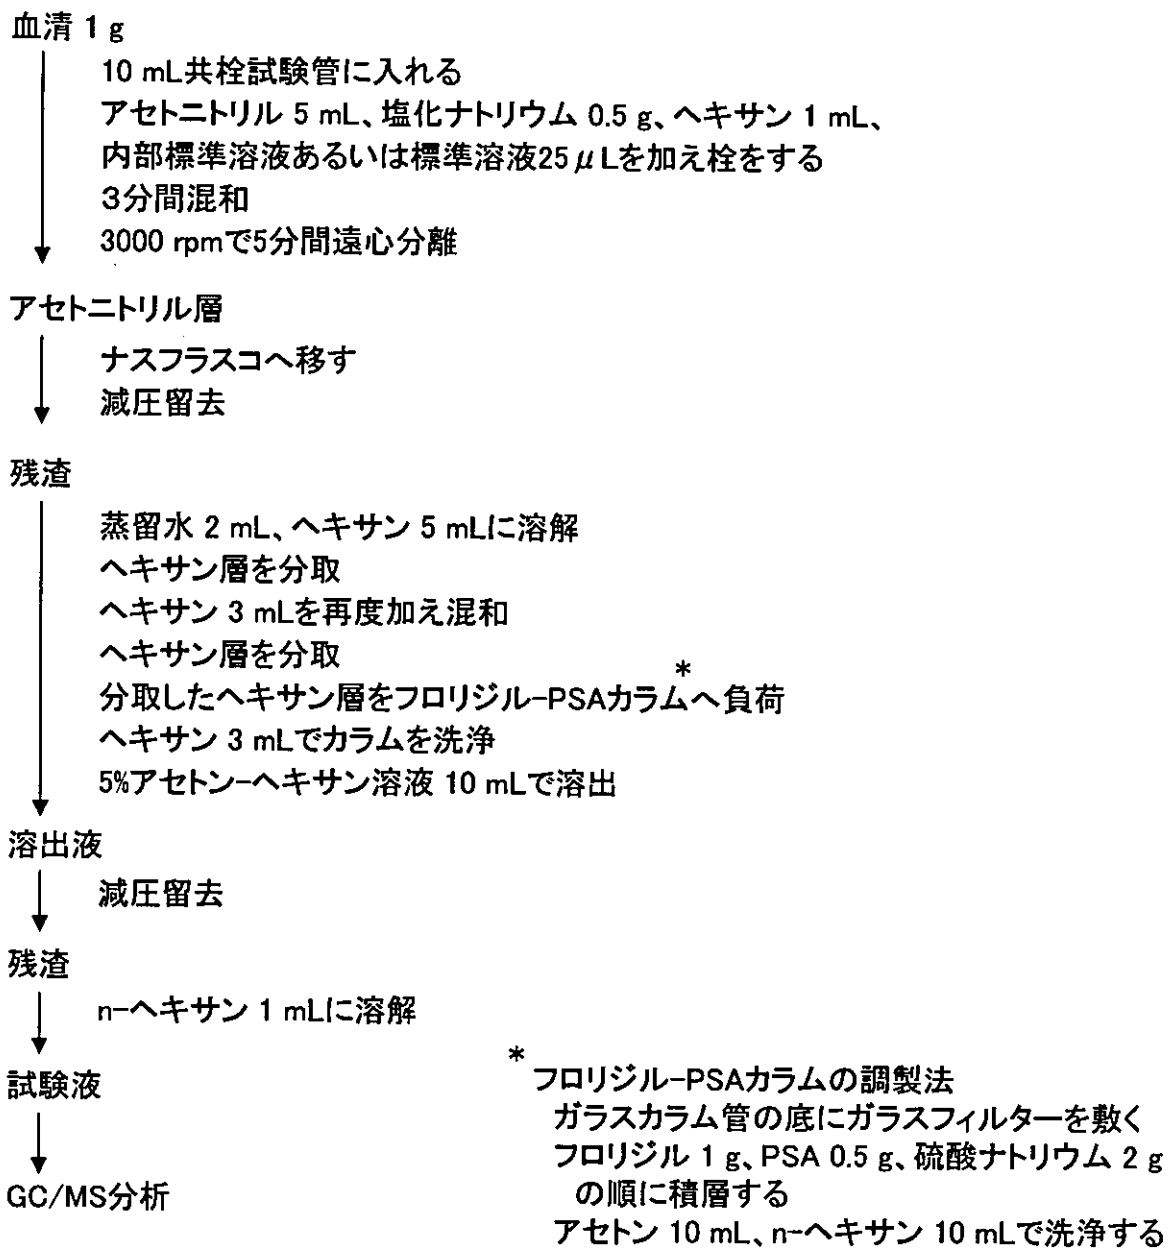 血清 1 g
10 mL共栓試験管に入れる
アセトニトリル 5 mL、塩化ナトリウム 0.5 g、ヘキサン 1 mL、
内部標準溶液あるいは標準溶液25μLを加え栓をする
3分間混和
3000 rpmで5分間遠心分離
アセトニトリル層
ナスフラスコへ移す
減圧留去
残渣
蒸留水 2 mL、ヘキサン 5 mLに溶解
ヘキサン層を分取
ヘキサン 3 mLを再度加え混和
ヘキサン層を分取
分取したヘキサン層をフロリジル-PSAカラム*へ負荷
ヘキサン 3 mLでカラムを洗浄
5%アセトン-ヘキサン溶液 10 mLで溶出
溶出液
減圧留去
残渣
n-ヘキサン 1 mLに溶解
試験液
GC/MS分析
*フロリジル-PSAカラムの調製法
ガラスカラム管の底にガラスフィルターを敷く
フロリジル 1 g、PSA 0.5 g、硫酸ナトリウム 2 g
の順に積層する
アセトン 10 mL、n-ヘキサン 10 mLで洗浄する